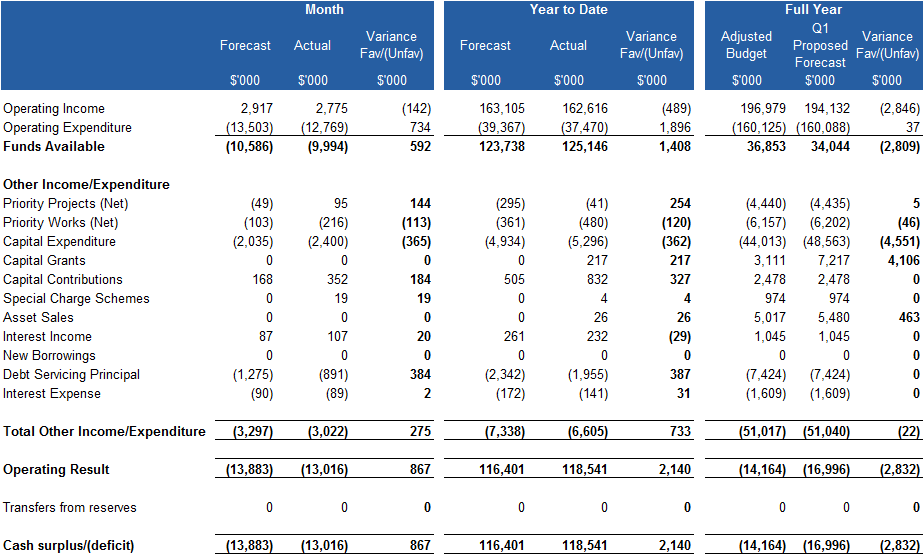 Month Year to Date Full Year
Forecast Actual Variance Fav/(Unfav) Forecast Actual Variance Fav/(Unfav) Adjusted Budget Q1 Proposed Forecast Variance Fav/(Unfav)
$'000 $'000 $'000 $'000 $'000 $'000 $'000 $'000 $'000
Operating Income 2,917 2,775 (142) 163,105 162,616 (489) 196,979 194,132 (2,846)
Operating Expenditure (13,503) (12,769) 734 (39,367) (37,470) 1,896 (160,125) (160,088) 37
Funds Available (10,586) (9,994) 592 123,738 125,146 1,408 36,853 34,044 (2,809)
Other Income/Expenditure
Priority Projects (Net) (49) 95 144 (295) (41) 254 (4,440) (4,435) 5
Priority Works (Net) (103) (216) (113) (361) (480) (120) (6,157) (6,202) (46)
Capital Expenditure (2,035) (2,400) (365) (4,934) (5,296) (362) (44,013) (48,563) (4,551)
Capital Grants 0 0 0 0 217 217 3,111 7,217 4,106
Capital Contributions 168 352 184 505 832 327 2,478 2,478 0
Special Charge Schemes 0 19 19 0 4 4 974 974 0
Asset Sales 0 0 0 0 26 26 5,017 5,480 463
Interest Income 87 107 20 261 232 (29) 1,045 1,045 0
New Borrowings 0 0 0 0 0 0 0 0 0
Debt Servicing Principal (1,275) (891) 384 (2,342) (1,955) 387 (7,424) (7,424) 0
Interest Expense (90) (89) 2 (172) (141) 31 (1,609) (1,609) 0
Total Other Income/Expenditure (3,297) (3,022) 275 (7,338) (6,605) 733 (51,017) (51,040) (22)
Operating Result (13,883) (13,016) 867 116,401 118,541 2,140 (14,164) (16,996) (2,832)
Transfers from reserves 0 0 0 0 0 0 0 0 0
Cash surplus/(deficit) (13,883) (13,016) 867 116,401 118,541 2,140 (14,164) (16,996) (2,832)